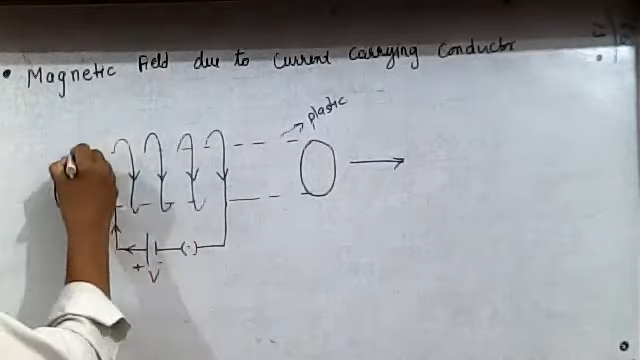 • Magnetic Field due to Current Carrying Conductor
plastic
+ -
V